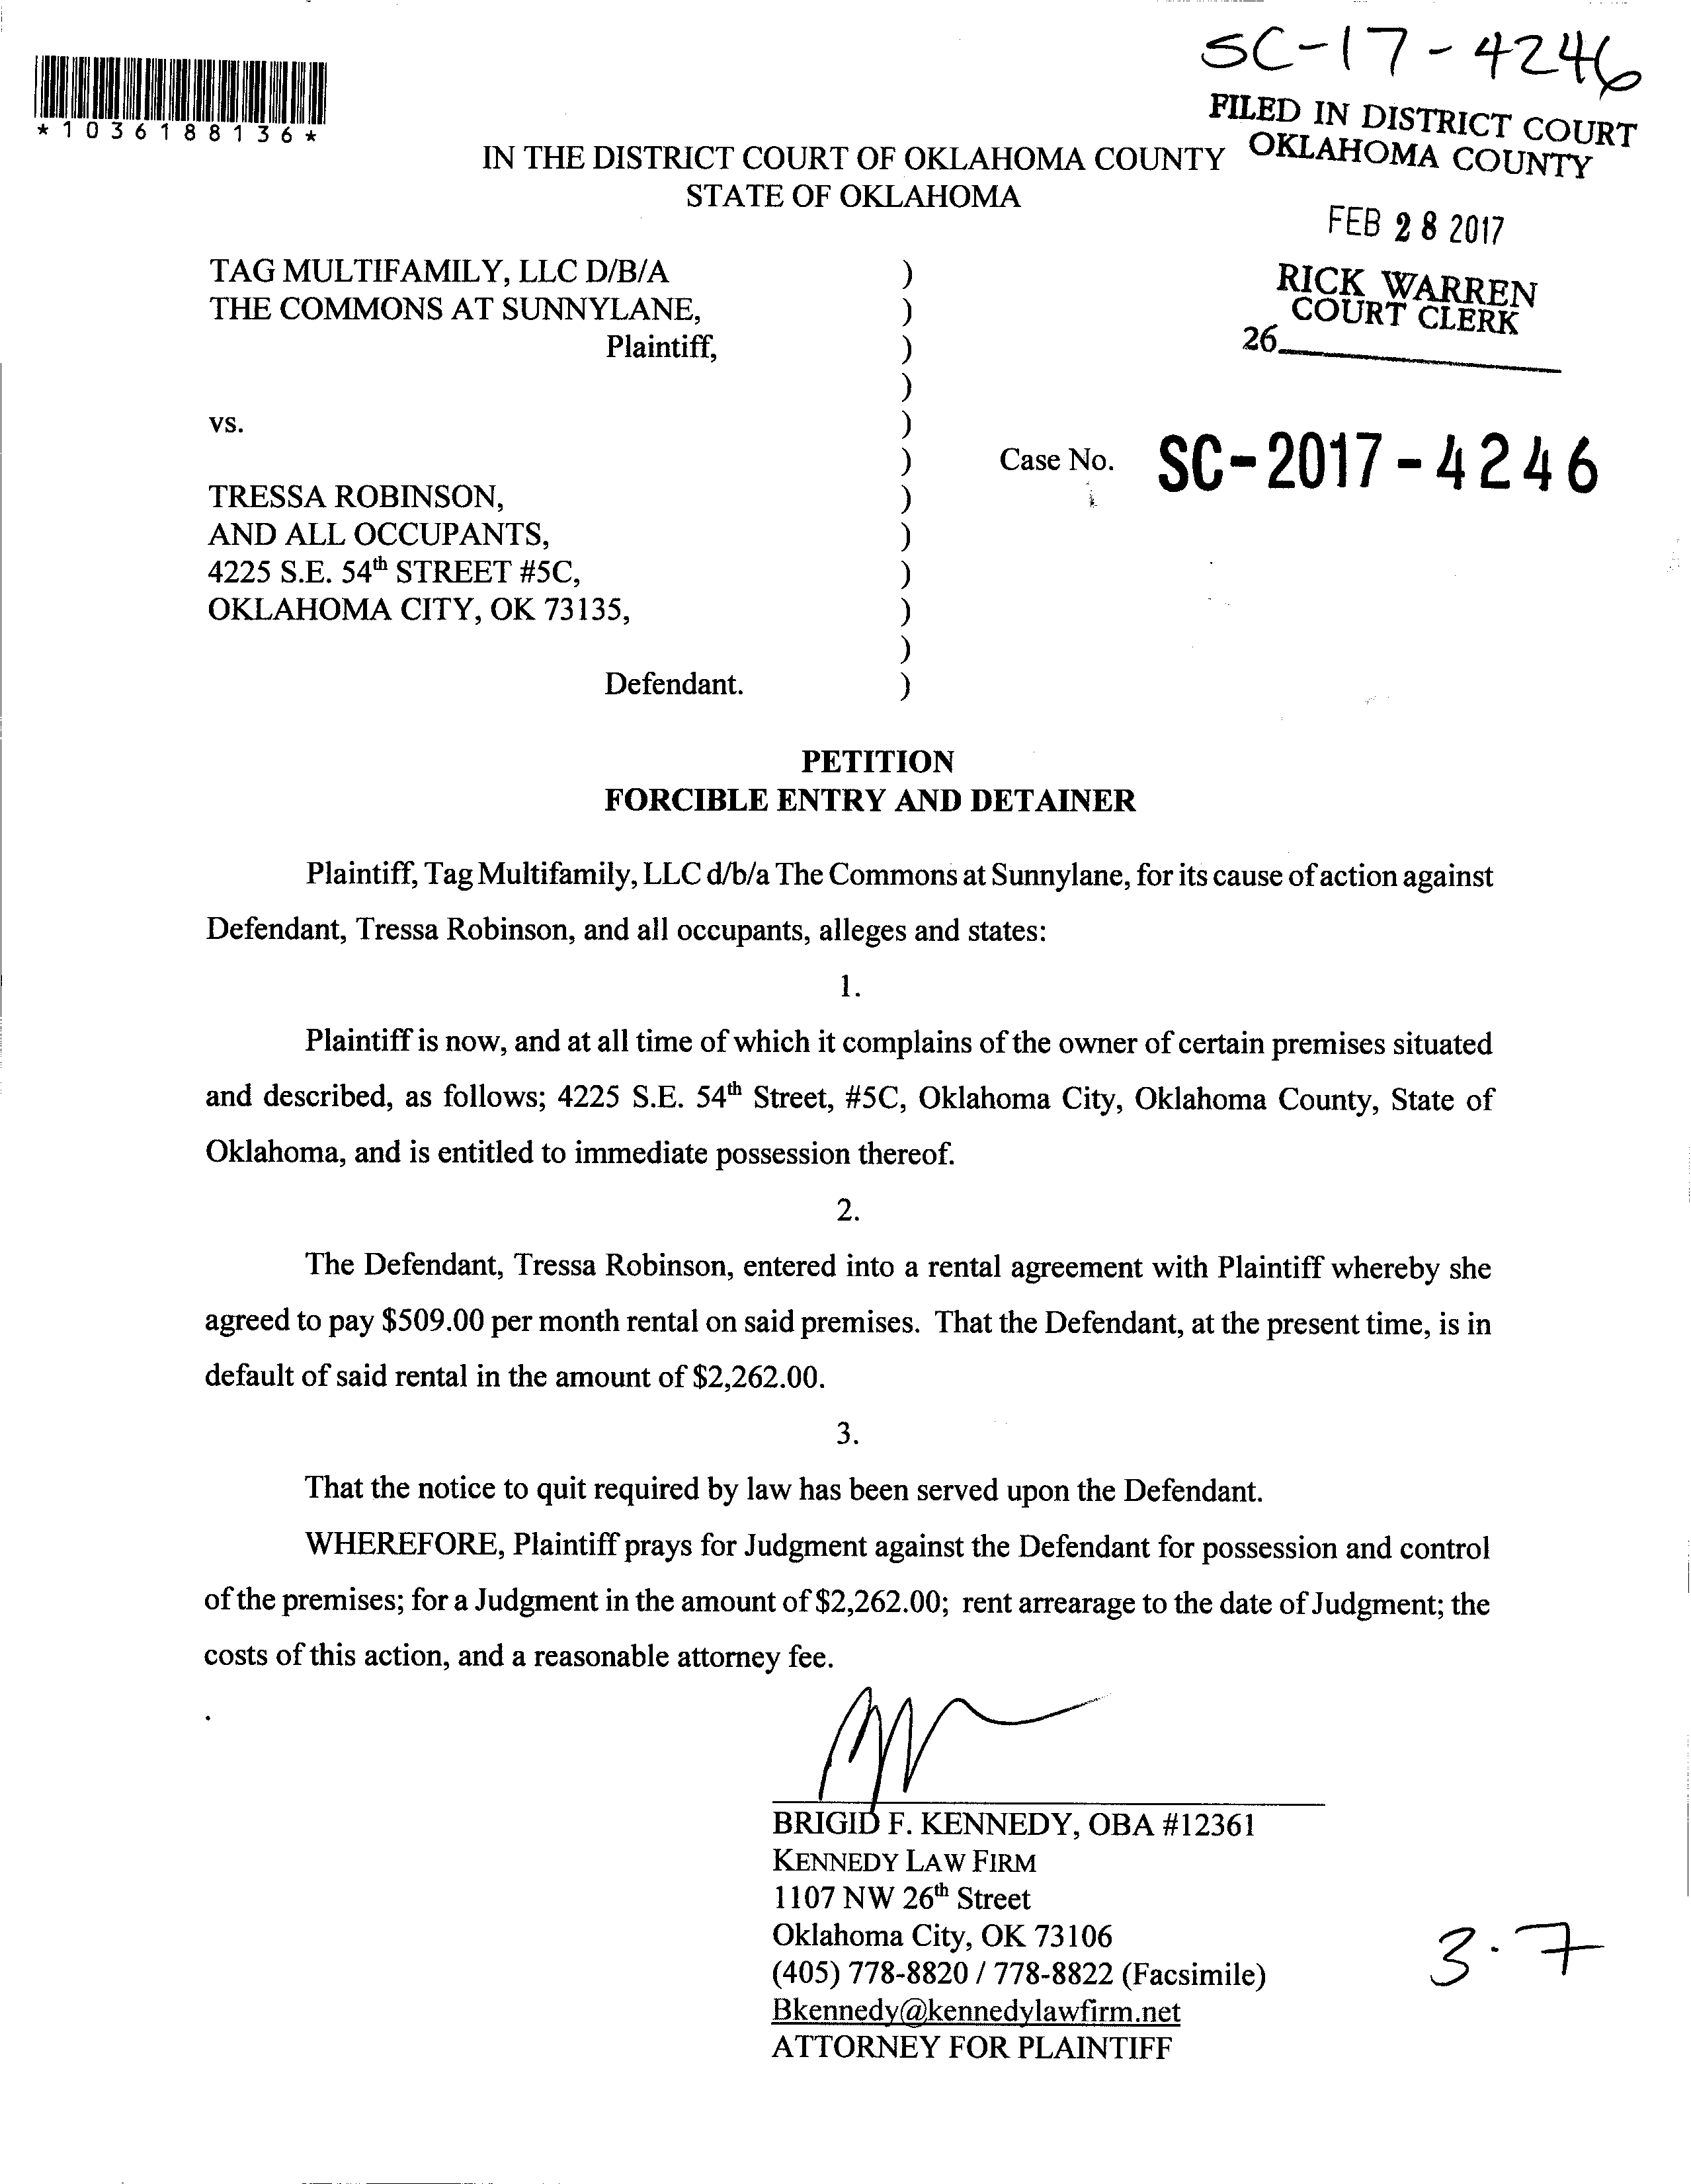 SC-17-4246
*1036188136*
FILED IN DISTRICT COURT
OKLAHOMA COUNTY
IN THE DISTRICT COURT OF OKLAHOMA COUNTY
STATE OF OKLAHOMA
FEB 28 2017
RICK WARREN
COURT CLERK
26
TAG MULTIFAMILY, LLC D/B/A )
THE COMMONS AT SUNNYLANE, )
Plaintiff, )
)
vs. )
) Case No. SC-2017-4246
TRESSA ROBINSON, )
AND ALL OCCUPANTS, )
4225 S.E. 54th STREET #5C, )
OKLAHOMA CITY, OK 73135, )
)
Defendant. )
PETITION
FORCIBLE ENTRY AND DETAINER
Plaintiff, Tag Multifamily, LLC d/b/a The Commons at Sunnylane, for its cause of action against
Defendant, Tressa Robinson, and all occupants, alleges and states:
1.
Plaintiff is now, and at all time of which it complains of the owner of certain premises situated
and described, as follows; 4225 S.E. 54th Street, #5C, Oklahoma City, Oklahoma County, State of
Oklahoma, and is entitled to immediate possession thereof.
2.
The Defendant, Tressa Robinson, entered into a rental agreement with Plaintiff whereby she
agreed to pay $509.00 per month rental on said premises. That the Defendant, at the present time, is in
default of said rental in the amount of $2,262.00.
3.
That the notice to quit required by law has been served upon the Defendant.
WHEREFORE, Plaintiff prays for Judgment against the Defendant for possession and control
of the premises; for a Judgment in the amount of $2,262.00; rent arrearage to the date of Judgment; the
costs of this action, and a reasonable attorney fee.
BRIGID F. KENNEDY, OBA #12361
KENNEDY LAW FIRM
1107 NW 26th Street
Oklahoma City, OK 73106
(405) 778-8820 / 778-8822 (Facsimile)
Bkennedy@kennedylawfirm.net
ATTORNEY FOR PLAINTIFF
3.7